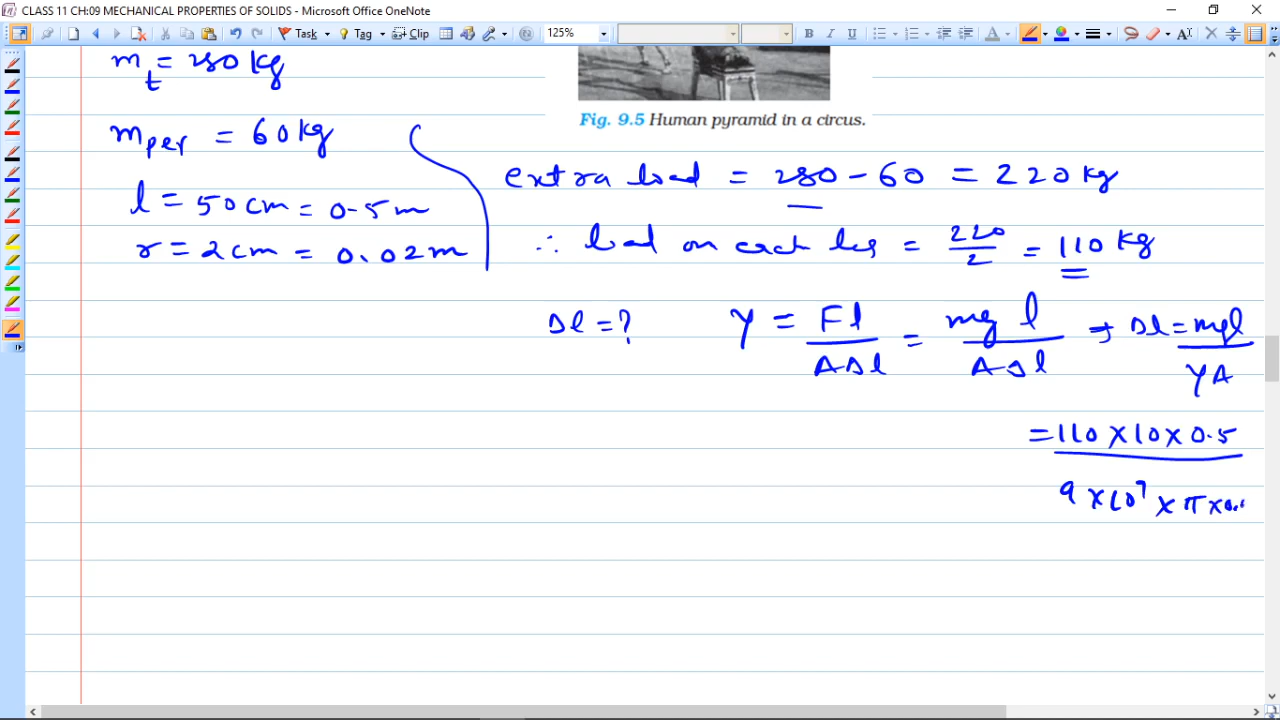 CLASS 11 CH:09 MECHANICAL PROPERTIES OF SOLIDS - Microsoft Office OneNote
Task Tag Clip 125% B I U
m_t = 280 kg
Fig. 9.5 Human pyramid in a circus.
m_per = 60 kg
extra load = 280 - 60 = 220 kg
l = 50 cm = 0.5 m
r = 2 cm = 0.02 m
∴ load on each leg = 220/2 = 110 kg
Δl = ? Y = Fl/AΔl = mg l/AΔl → Δl = mgl/YA
= 110 × 10 × 0.5
9 × 10⁹ × π × 0.